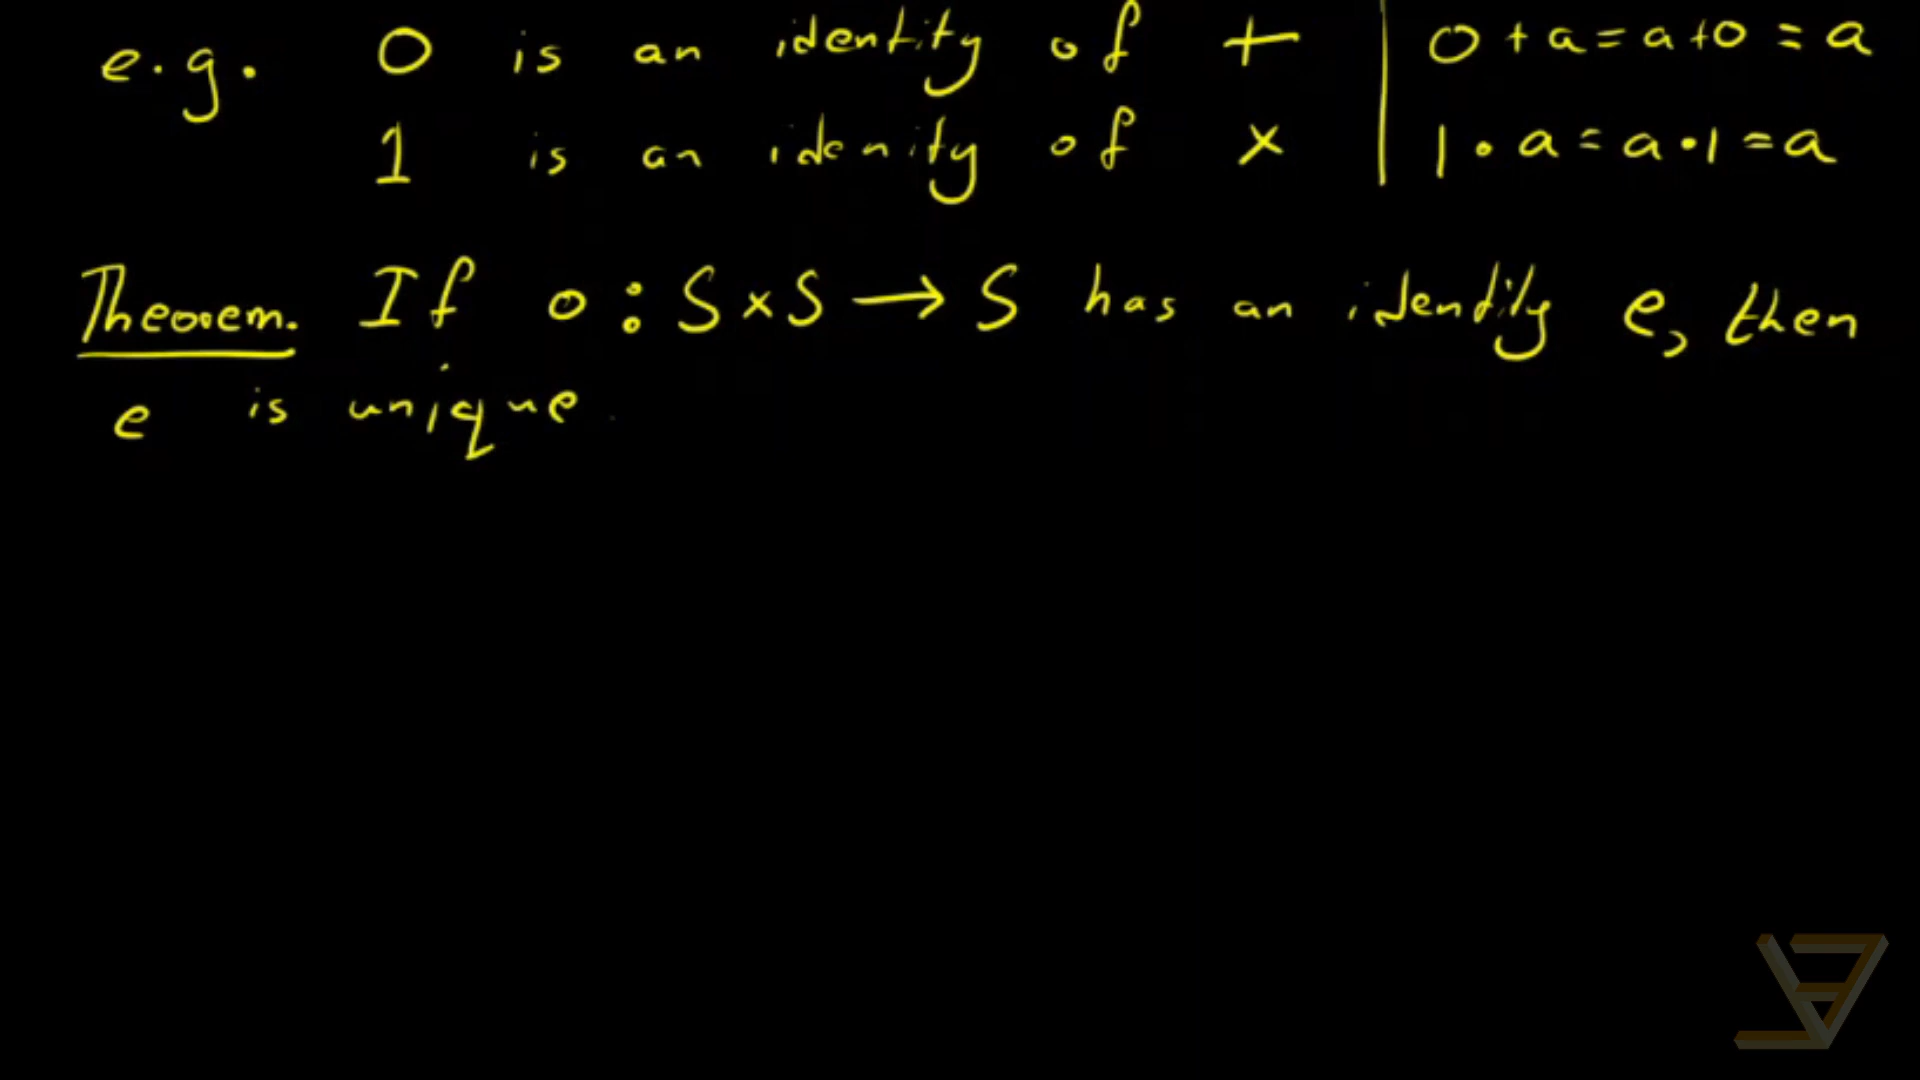 e.g. 0 is an identity of + | 0 + a = a + 0 = a
1 is an idenity of × | 1 • a = a • 1 = a
Theorem. If o : S × S → S has an identity e, then
e is unique